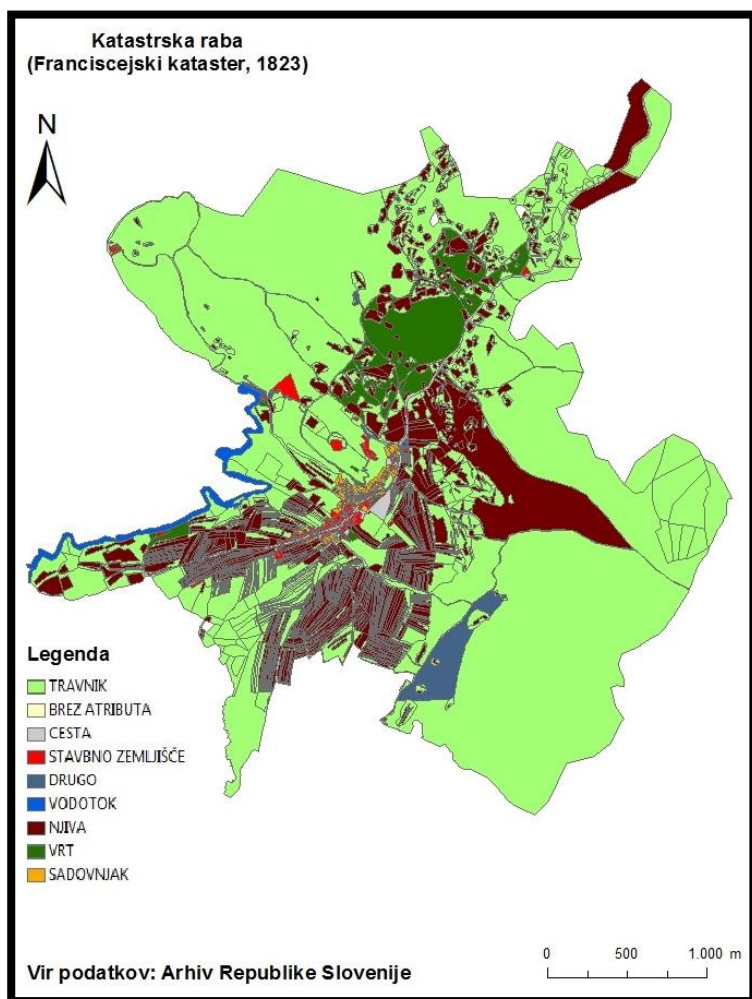 Katastrska raba
(Franciscejski kataster, 1823)
N
Legenda
TRAVNIK
BREZ ATRIBUTA
CESTA
STAVBNO ZEMLJIŠČE
DRUGO
VODOTOK
NJIVA
VRT
SADOVNJAK
0 500 1.000 m
Vir podatkov: Arhiv Republike Slovenije